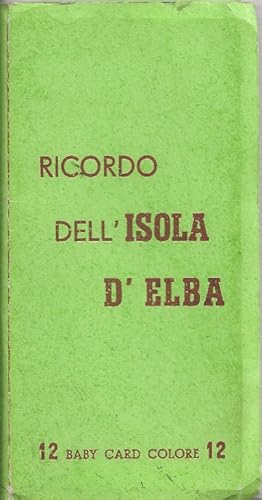 RICORDO
DELL'ISOLA
D'ELBA
12 BABY CARD COLORE 12